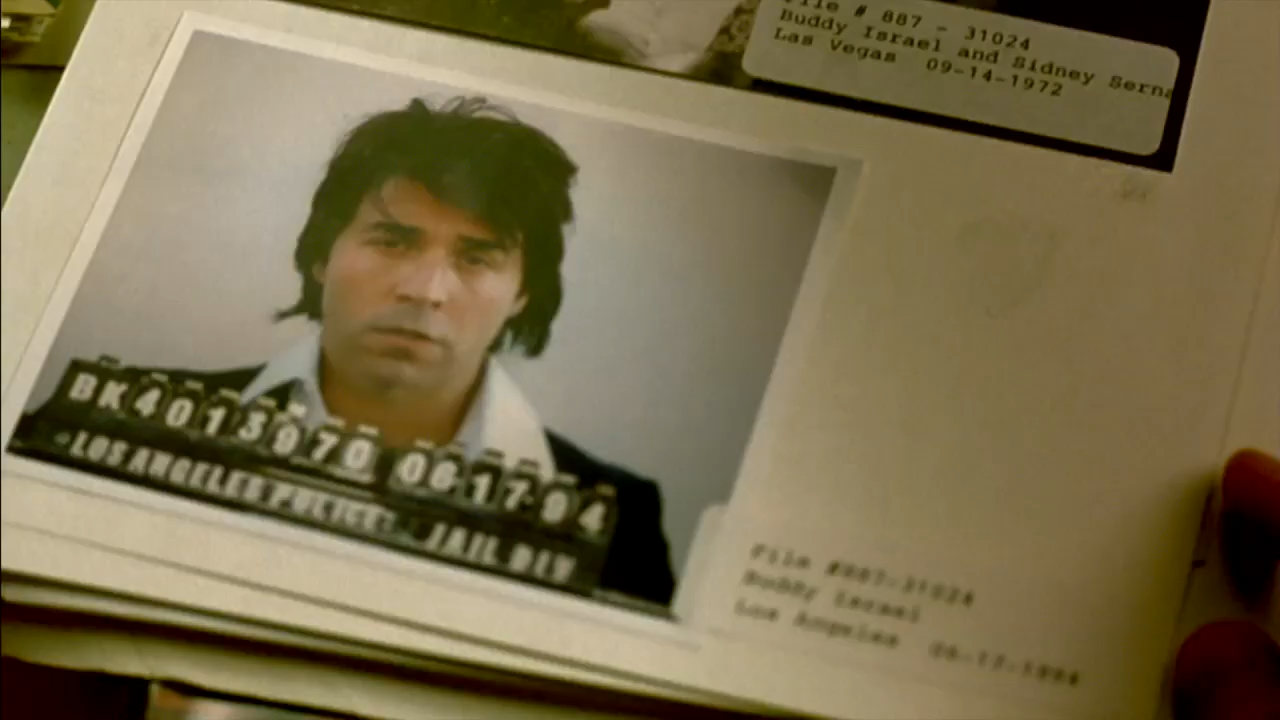 File # 887 - 31024
Buddy Israel and Sidney Serna
Las Vegas 09-14-1972
BK4013970 061794
LOS ANGELES POLICE: JAIL DIV
File #887-31024
Buddy Israel
Los Angeles 06-17-1994